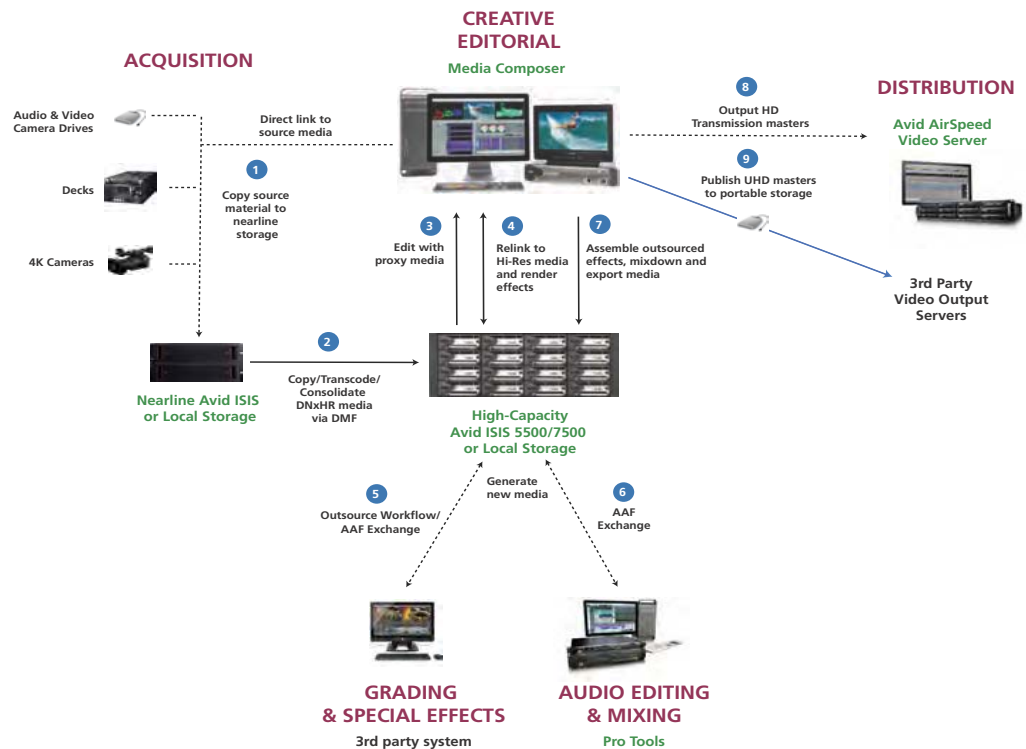 CREATIVE
EDITORIAL
Media Composer
ACQUISITION
Audio & Video
Camera Drives
Decks
4K Cameras
Direct link to
source media
1
Copy source
material to
nearline
storage
8
Output HD
Transmission masters
9
Publish UHD masters
to portable storage
DISTRIBUTION
Avid AirSpeed
Video Server
3rd Party
Video Output
Servers
3
Edit with
proxy media
4
Relink to
Hi-Res media
and render
effects
7
Assemble outsourced
effects, mixdown and
export media
Nearline Avid ISIS
or Local Storage
2
Copy/Transcode/
Consolidate
DNxHR media
via DMF
High-Capacity
Avid ISIS 5500/7500
or Local Storage
5
Outsource Workflow/
AAF Exchange
Generate
new media
6
AAF
Exchange
GRADING
& SPECIAL EFFECTS
3rd party system
AUDIO EDITING
& MIXING
Pro Tools